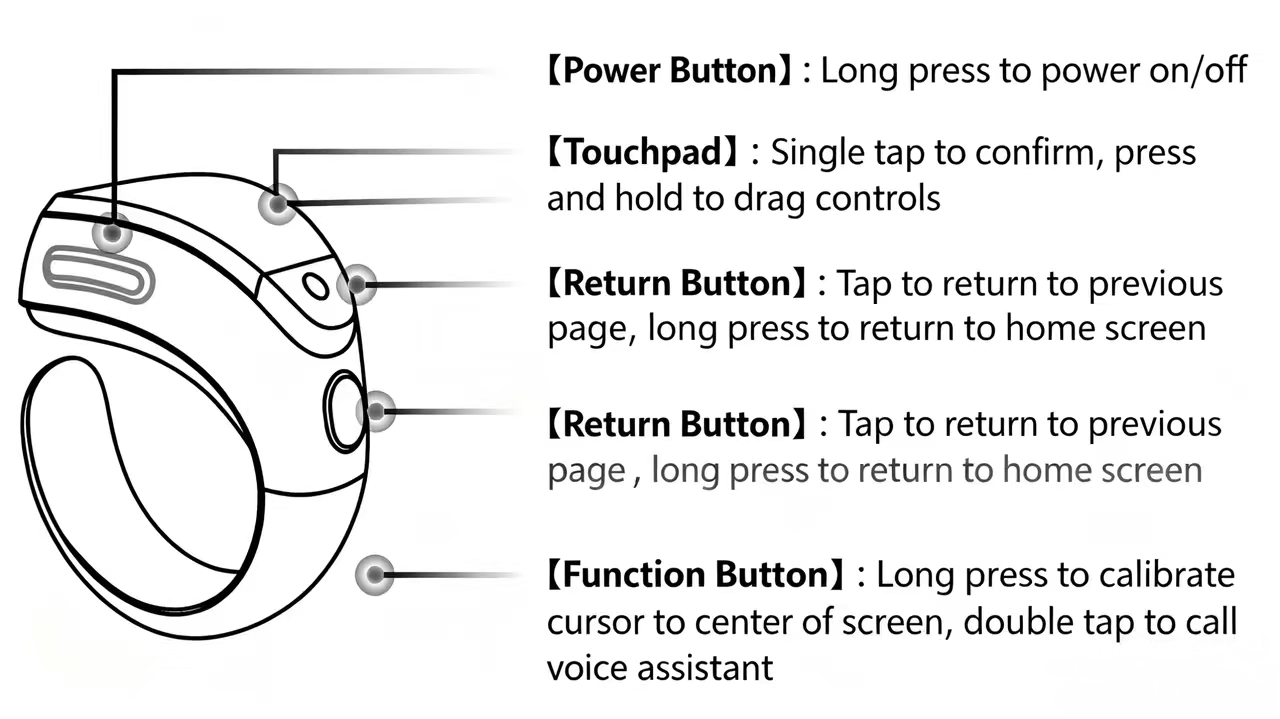 【Power Button】 : Long press to power on/off
【Touchpad】 : Single tap to confirm, press
and hold to drag controls
【Return Button】 : Tap to return to previous
page, long press to return to home screen
【Return Button】 : Tap to return to previous
page , long press to return to home screen
【Function Button】 : Long press to calibrate
cursor to center of screen, double tap to call
voice assistant